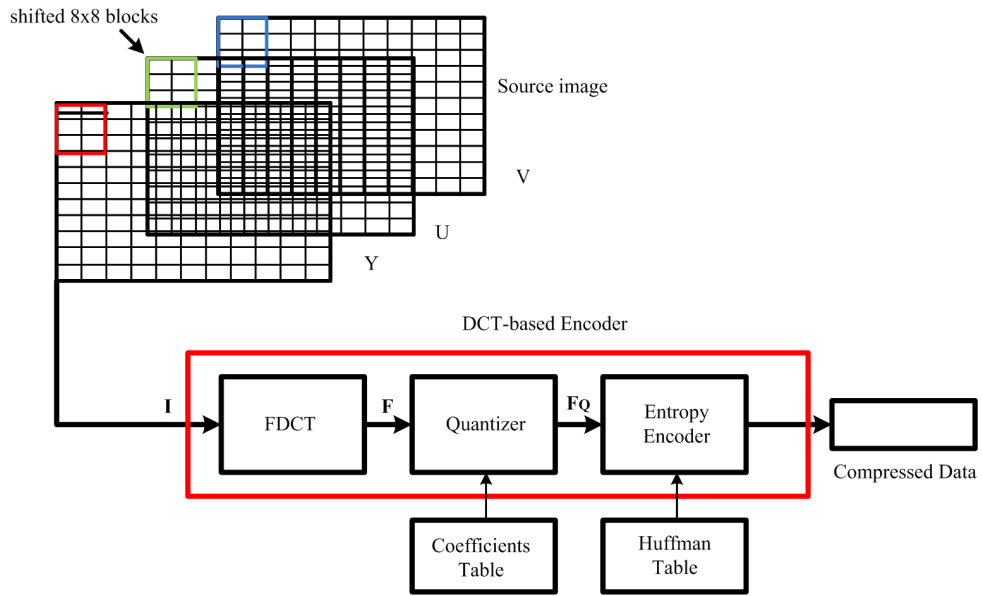 shifted 8x8 blocks
Source image
V
U
Y
DCT-based Encoder
I
FDCT
F
Quantizer
FQ
Entropy
Encoder
Compressed Data
Coefficients
Table
Huffman
Table